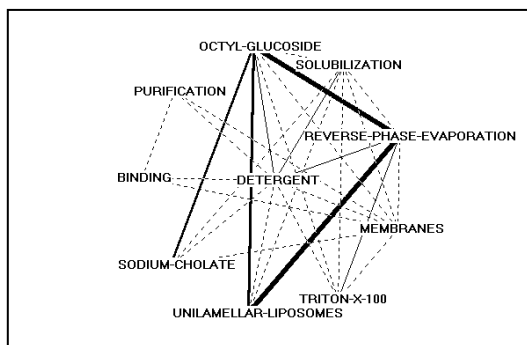 OCTYL-GLUCOSIDE
SOLUBILIZATION
PURIFICATION
REVERSE-PHASE-EVAPORATION
BINDING
DETERGENT
MEMBRANES
SODIUM-CHOLATE
TRITON-X-100
UNILAMELLAR-LIPOSOMES